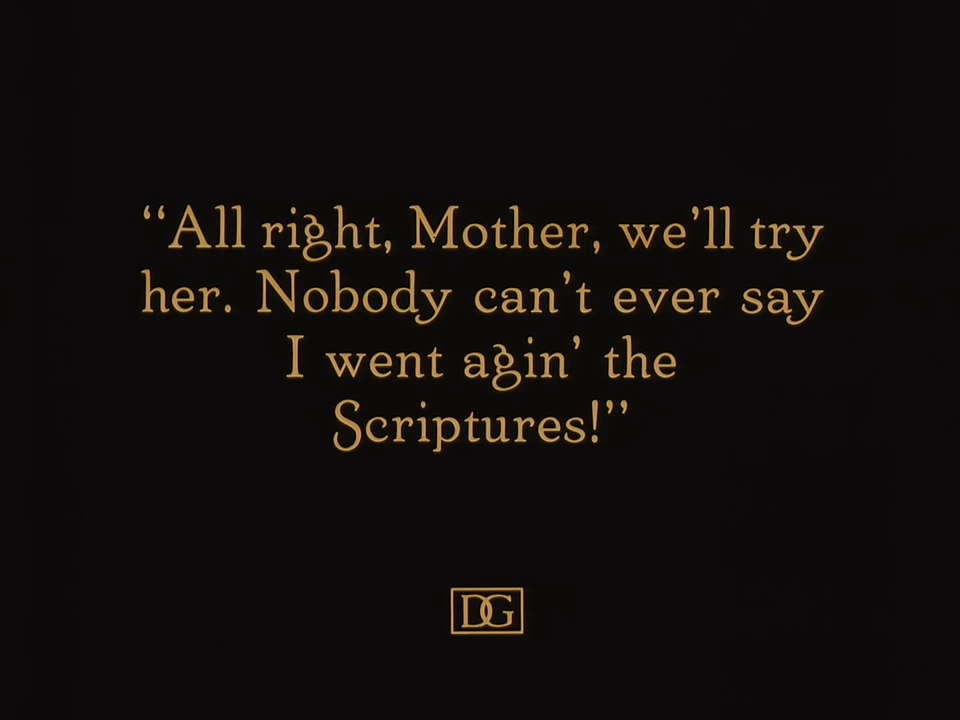 “All right, Mother, we’ll try
her. Nobody can’t ever say
I went agin’ the
Scriptures!”
DG